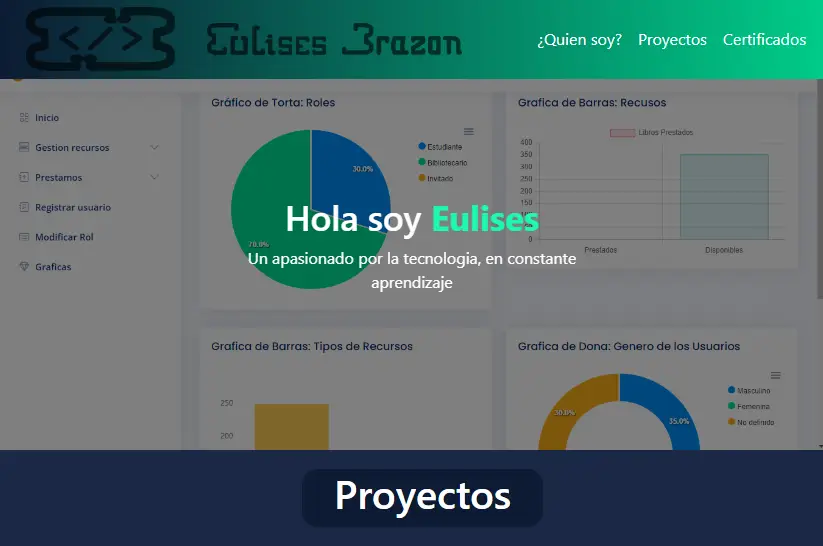 </>
Eulises Brazon
¿Quien soy?
Proyectos
Certificados
Inicio
Gestion recursos
Prestamos
Registrar usuario
Modificar Rol
Graficas
Gráfico de Torta: Roles
30.0%
70.0%
Estudiante
Bibliotecario
Invitado
Grafica de Barras: Recusos
Libros Prestados
400
350
300
250
200
150
100
50
0
Prestados
Disponibles
Hola soy Eulises
Un apasionado por la tecnologia, en constante
aprendizaje
Grafica de Barras: Tipos de Recursos
250
200
Grafica de Dona: Genero de los Usuarios
30.0%
35.0%
Masculino
Femenina
No definido
Proyectos